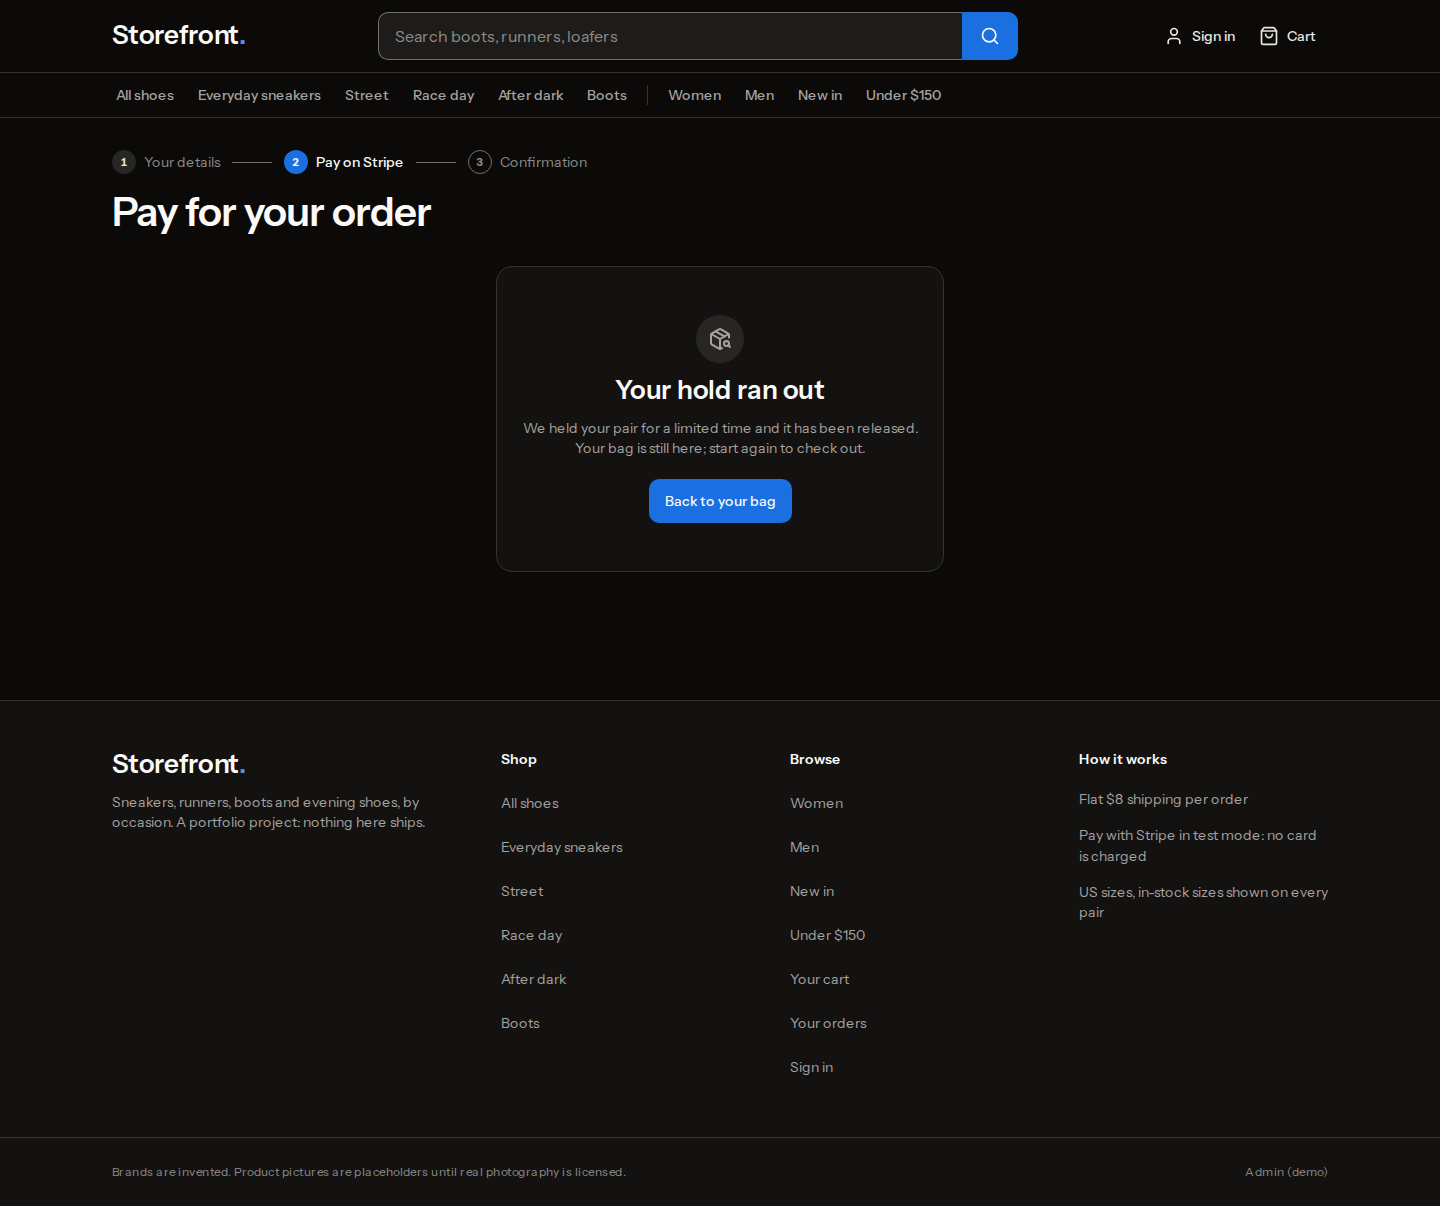 Storefront.
Search boots, runners, loafers
Sign in
Cart
All shoes
Everyday sneakers
Street
Race day
After dark
Boots
Women
Men
New in
Under $150
1 Your details
2 Pay on Stripe
3 Confirmation
Pay for your order
Your hold ran out
We held your pair for a limited time and it has been released.
Your bag is still here; start again to check out.
Back to your bag
Storefront.
Sneakers, runners, boots and evening shoes, by
occasion. A portfolio project: nothing here ships.
Shop
All shoes
Everyday sneakers
Street
Race day
After dark
Boots
Browse
Women
Men
New in
Under $150
Your cart
Your orders
Sign in
How it works
Flat $8 shipping per order
Pay with Stripe in test mode: no card
is charged
US sizes, in-stock sizes shown on every
pair
Brands are invented. Product pictures are placeholders until real photography is licensed.
Admin (demo)